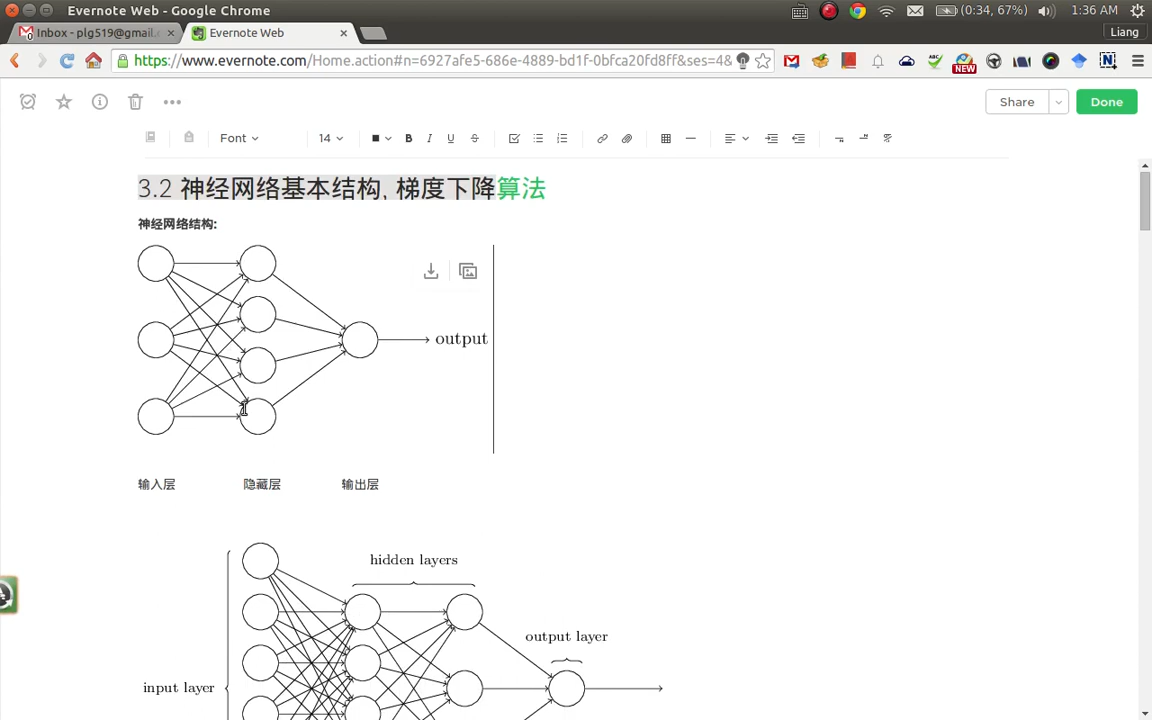 Evernote Web - Google Chrome
(0:34, 67%)
1:36 AM
Inbox - plg519@gmail.c
Evernote Web
Liang
https://www.evernote.com/Home.action#n=6927afe5-686e-4889-bd1f-0bfca20fd8ff&ses=4&
NEW
Share
Done
Font
14
B
I
U
3.2 神经网络基本结构, 梯度下降算法
神经网络结构:
output
输入层
隐藏层
输出层
hidden layers
output layer
input layer